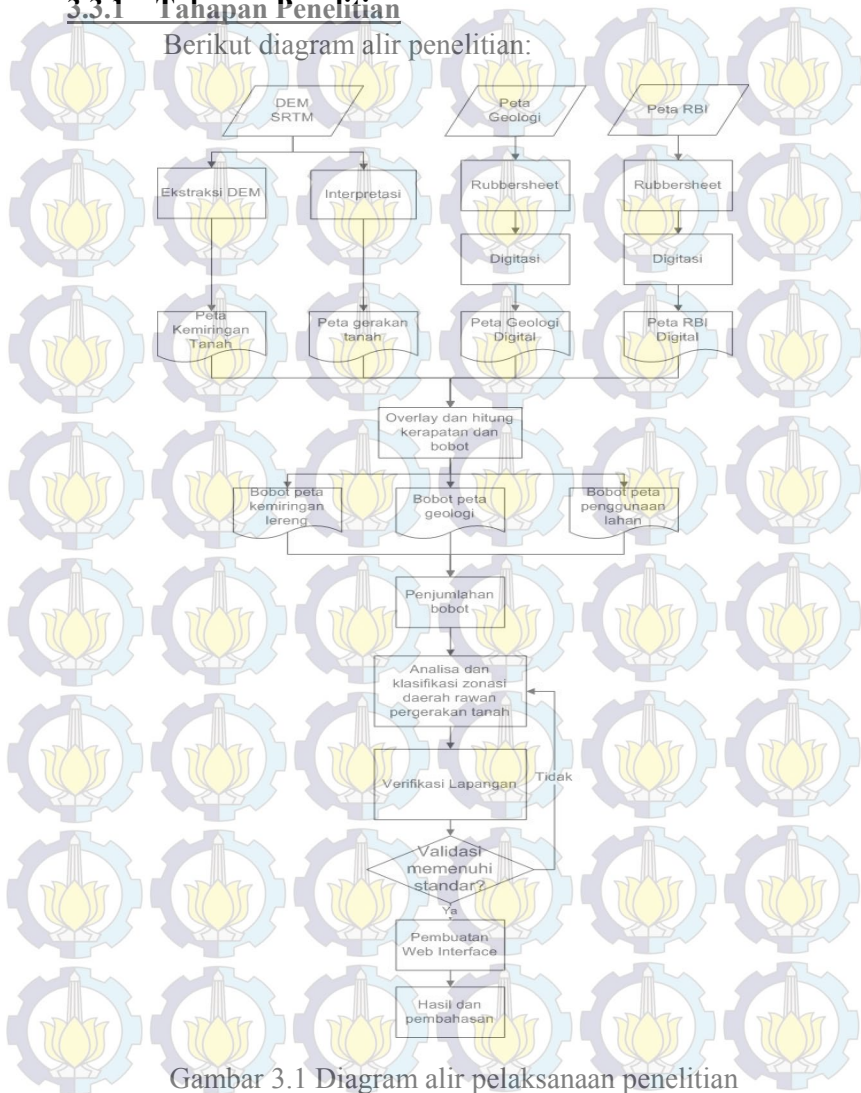 3.3.1 Tahapan Penelitian
Berikut diagram alir penelitian:
DEM
SRTM
Peta
Geologi
Peta RBI
Ekstraksi DEM
Interpretasi
Rubbersheet
Rubbersheet
Digitasi
Digitasi
Peta
Kemiringan
Tanah
Peta gerakan
tanah
Peta Geologi
Digital
Peta RBI
Digital
Overlay dan hitung
kerapatan dan
bobot
Bobot peta
kemiringan
lereng
Bobot peta
geologi
Bobot peta
penggunaan
lahan
Penjumlahan
bobot
Analisa dan
klasifikasi zonasi
daerah rawan
pergerakan tanah
Verifikasi Lapangan
Tidak
Validasi
memenuhi
standar?
Ya
Pembuatan
Web Interface
Hasil dan
pembahasan
Gambar 3.1 Diagram alir pelaksanaan penelitian